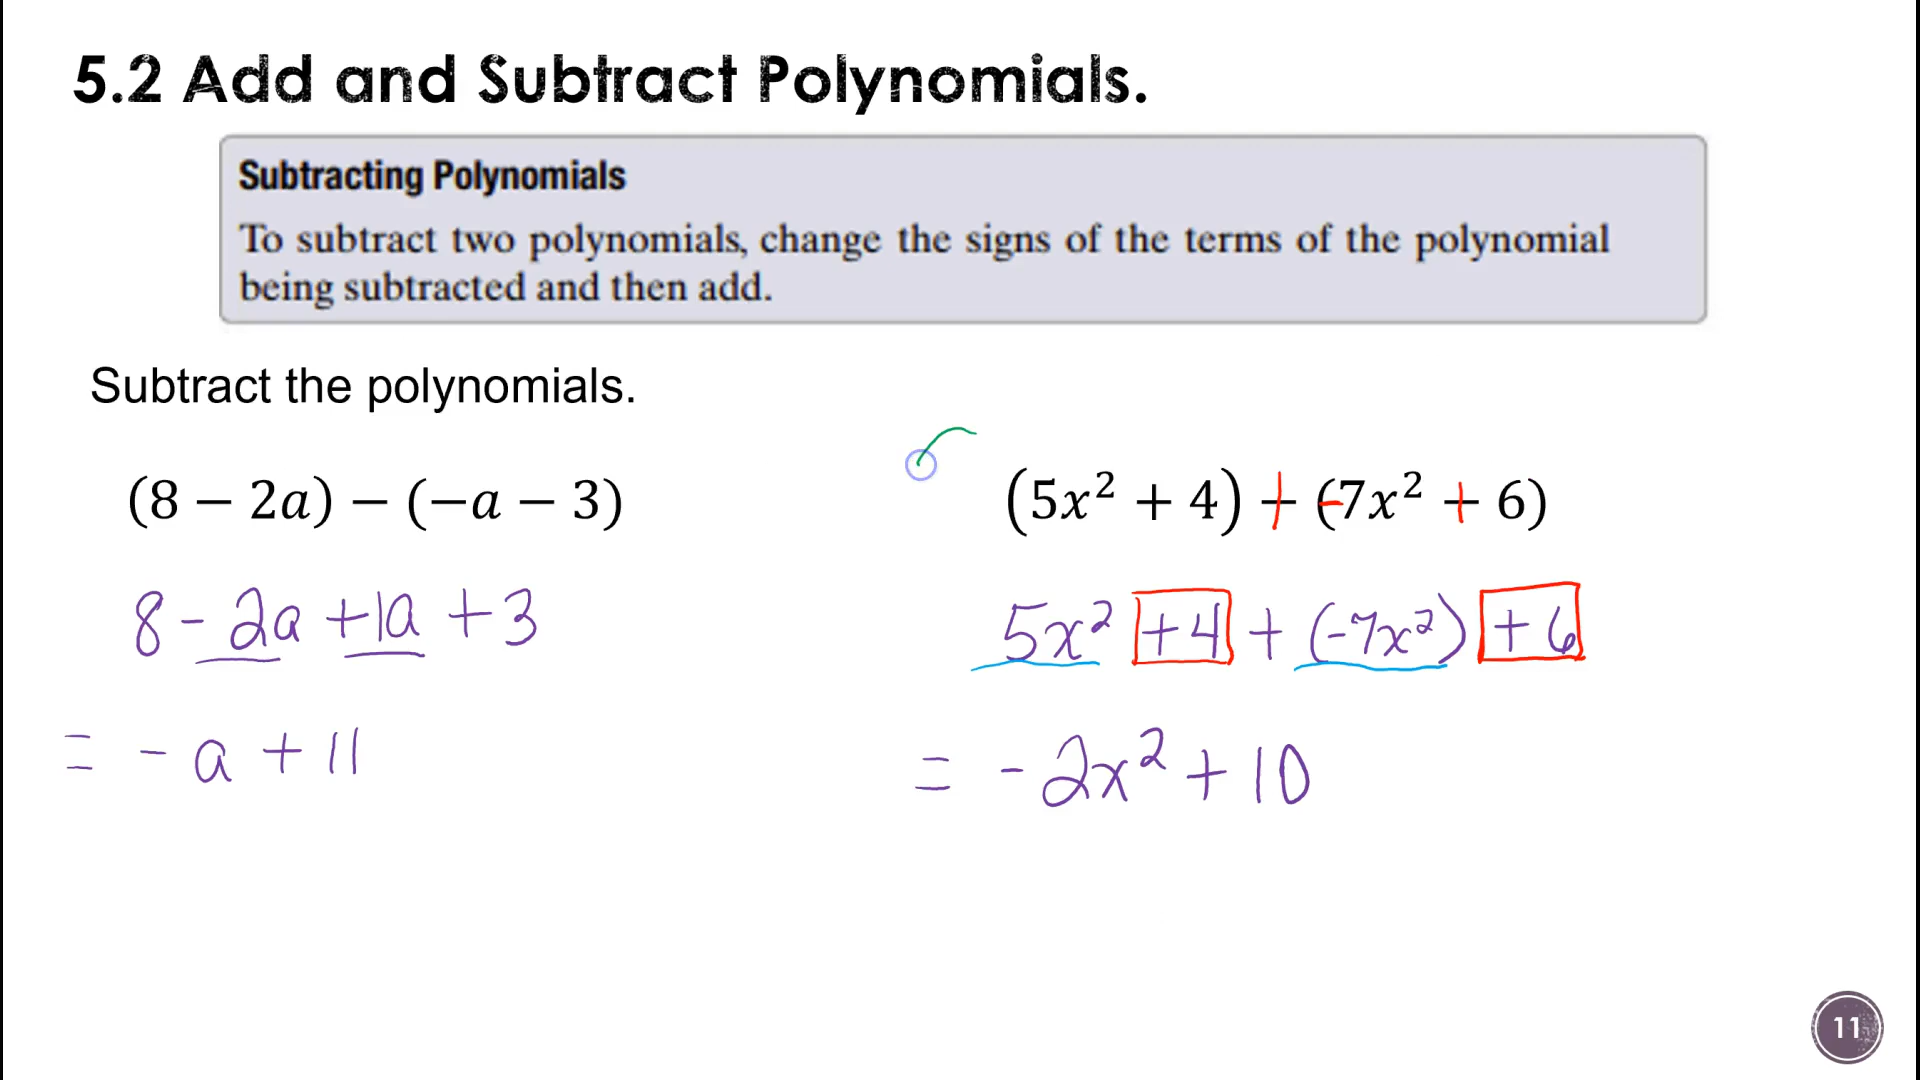 5.2 Add and Subtract Polynomials.
Subtracting Polynomials
To subtract two polynomials, change the signs of the terms of the polynomial
being subtracted and then add.
Subtract the polynomials.
(8 − 2a) − (−a − 3)
8 - 2a + 1a + 3
= - a + 11
(5x² + 4) + (-7x² + 6)
5x² + 4 + (-7x²) + 6
= - 2x² + 10
11